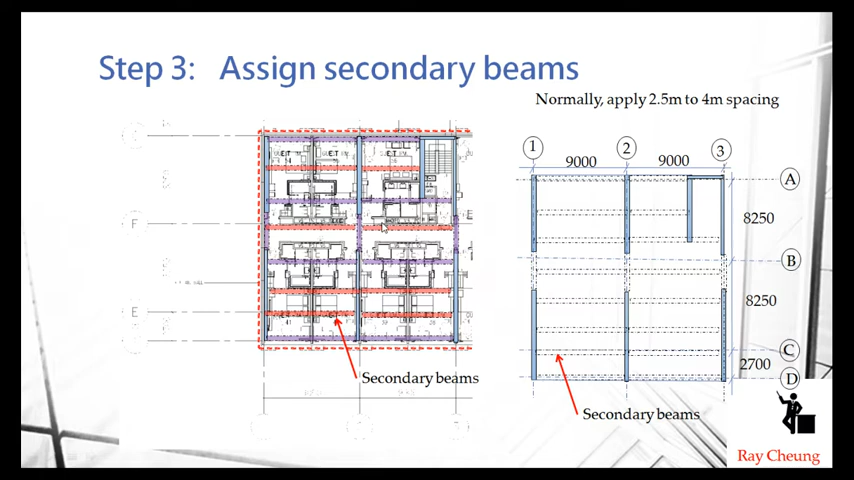 Step 3: Assign secondary beams
Normally, apply 2.5m to 4m spacing
1
2
3
9000
9000
A
8250
B
8250
C
2700
D
F
E
Secondary beams
Secondary beams
Ray Cheung